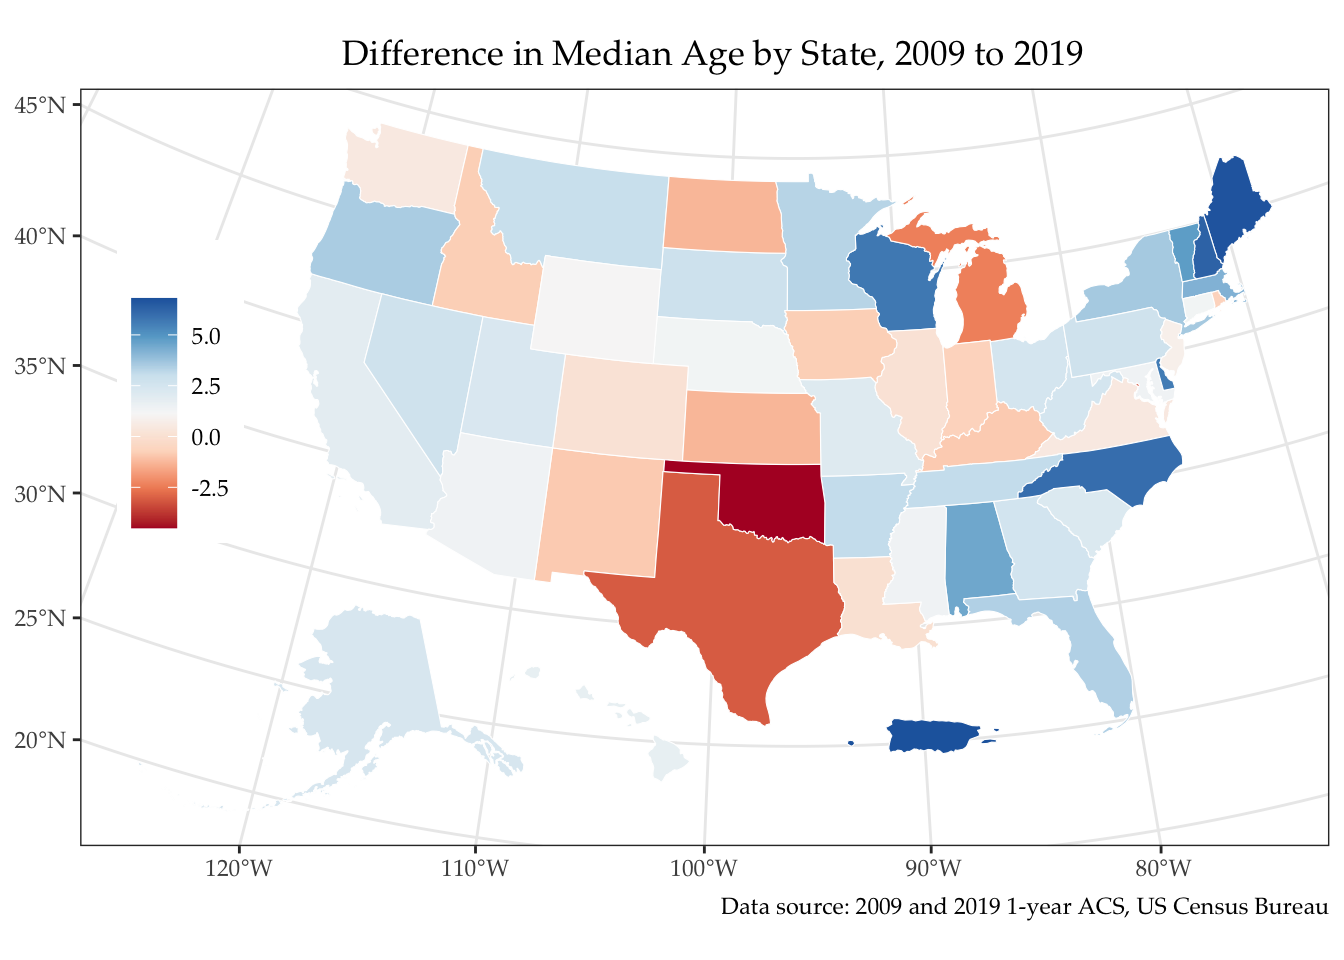 Difference in Median Age by State, 2009 to 2019
45°N
40°N
35°N
30°N
25°N
20°N
5.0
2.5
0.0
-2.5
120°W
110°W
100°W
90°W
80°W
Data source: 2009 and 2019 1-year ACS, US Census Bureau